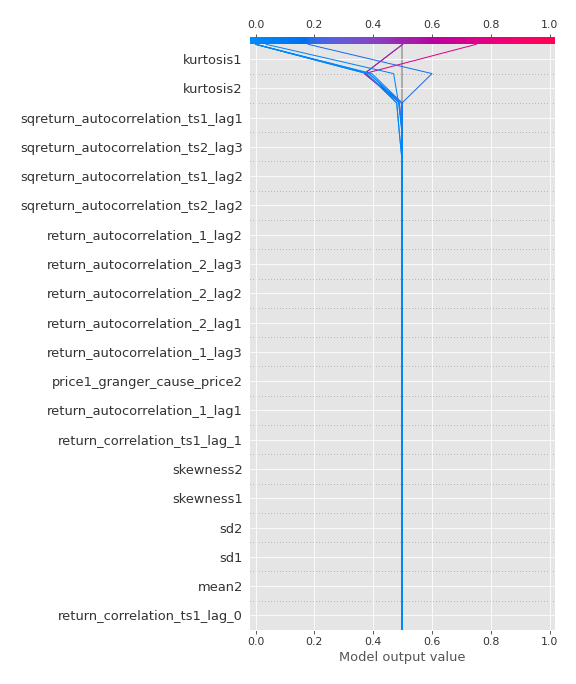 0.0 0.2 0.4 0.6 0.8 1.0
kurtosis1
kurtosis2
sqreturn_autocorrelation_ts1_lag1
sqreturn_autocorrelation_ts2_lag3
sqreturn_autocorrelation_ts1_lag2
sqreturn_autocorrelation_ts2_lag2
return_autocorrelation_1_lag2
return_autocorrelation_2_lag3
return_autocorrelation_2_lag2
return_autocorrelation_2_lag1
return_autocorrelation_1_lag3
price1_granger_cause_price2
return_autocorrelation_1_lag1
return_correlation_ts1_lag_1
skewness2
skewness1
sd2
sd1
mean2
return_correlation_ts1_lag_0
0.0 0.2 0.4 0.6 0.8 1.0
Model output value